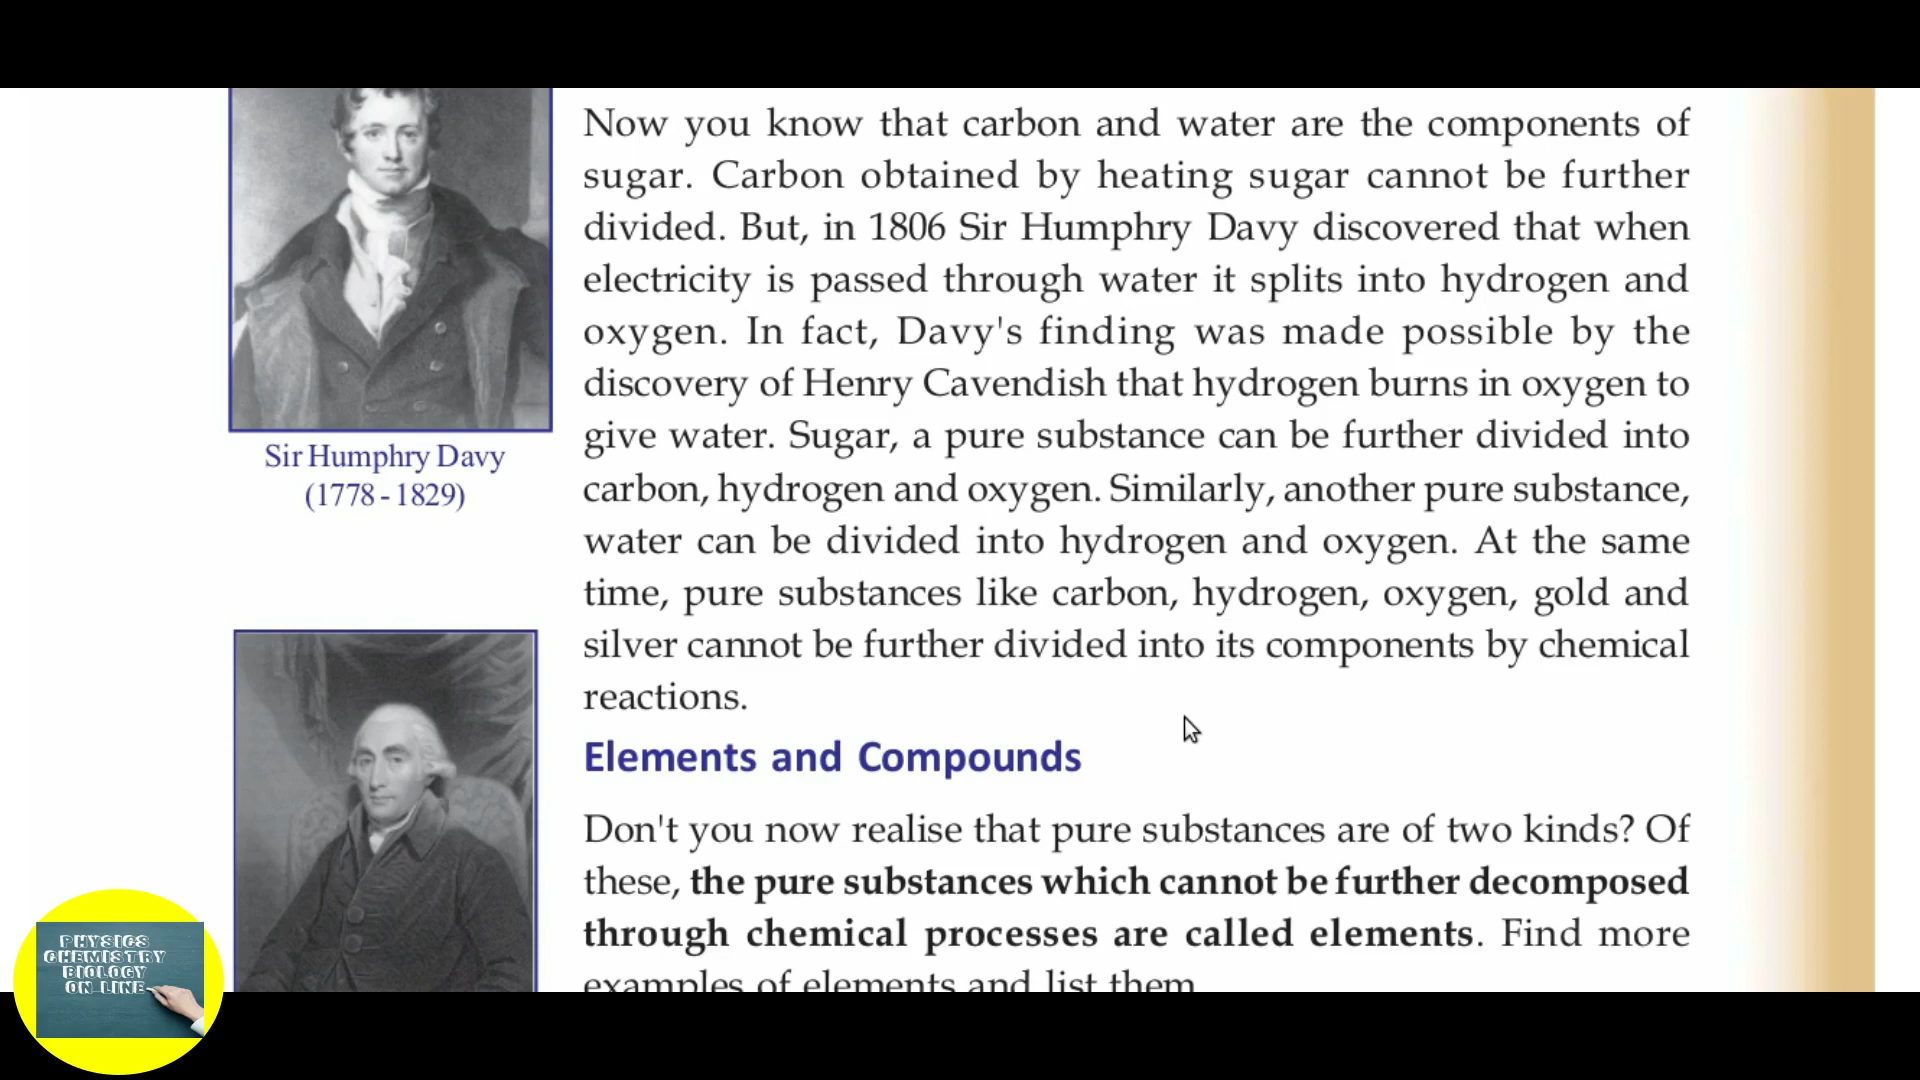 Now you know that carbon and water are the components of
sugar. Carbon obtained by heating sugar cannot be further
divided. But, in 1806 Sir Humphry Davy discovered that when
electricity is passed through water it splits into hydrogen and
oxygen. In fact, Davy's finding was made possible by the
discovery of Henry Cavendish that hydrogen burns in oxygen to
give water. Sugar, a pure substance can be further divided into
carbon, hydrogen and oxygen. Similarly, another pure substance,
water can be divided into hydrogen and oxygen. At the same
time, pure substances like carbon, hydrogen, oxygen, gold and
silver cannot be further divided into its components by chemical
reactions.
Sir Humphry Davy
(1778 - 1829)
Elements and Compounds
Don't you now realise that pure substances are of two kinds? Of
these, the pure substances which cannot be further decomposed
through chemical processes are called elements. Find more
examples of elements and list them
PHYSICS
CHEMISTRY
BIOLOGY
ON LINE